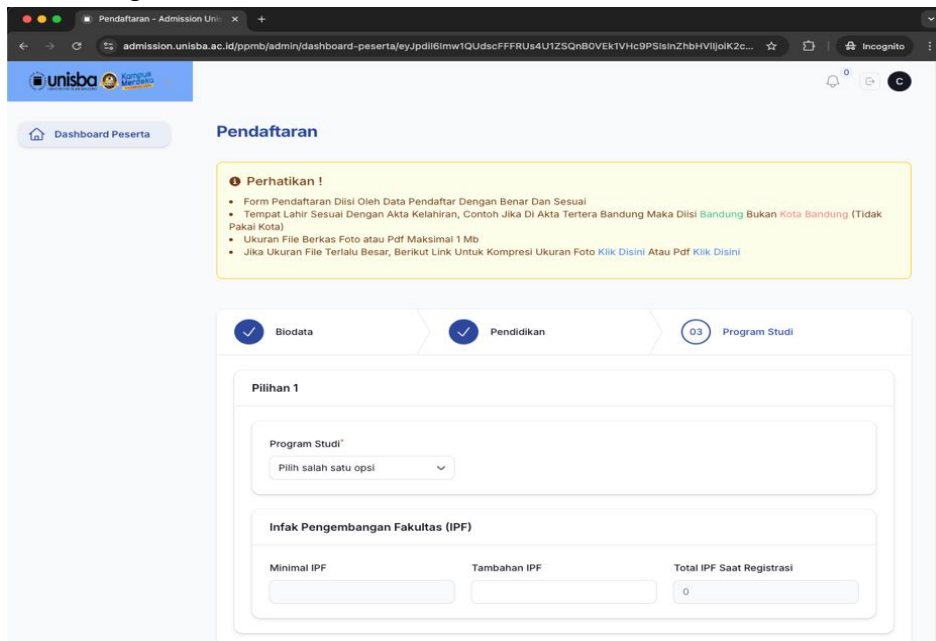 Pendaftaran - Admission Uni
admission.unisba.ac.id/ppmb/admin/dashboard-peserta/
Incognito
unisba Kampus Merdeka
0
C
Dashboard Peserta
Pendaftaran
Perhatikan !
• Form Pendaftaran Diisi Oleh Data Pendaftar Dengan Benar Dan Sesuai
• Tempat Lahir Sesuai Dengan Akta Kelahiran, Contoh Jika Di Akta Tertera Bandung Maka Diisi Bandung Bukan Kota Bandung (Tidak
Pakai Kota)
• Ukuran File Berkas Foto atau Pdf Maksimal 1 Mb
• Jika Ukuran File Terlalu Besar, Berikut Link Untuk Kompresi Ukuran Foto Klik Disini Atau Pdf Klik Disini
Biodata
Pendidikan
03 Program Studi
Pilihan 1
Program Studi*
Pilih salah satu opsi
Infak Pengembangan Fakultas (IPF)
Minimal IPF
Tambahan IPF
Total IPF Saat Registrasi
0